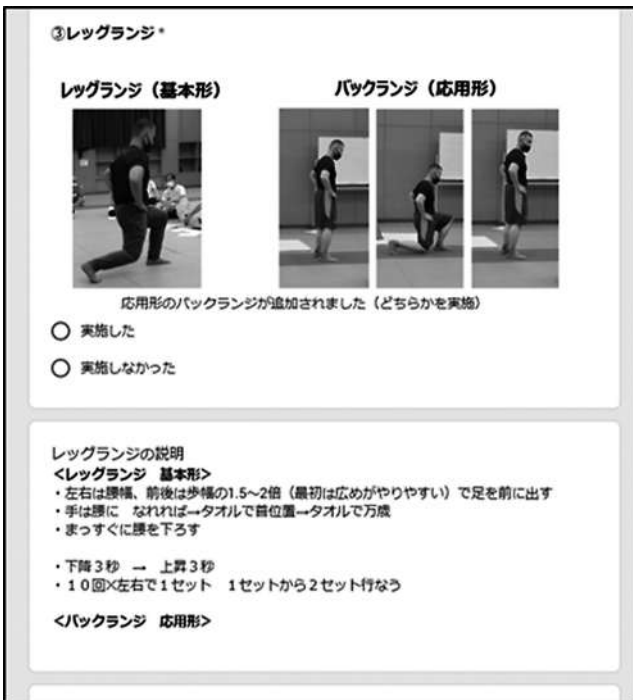 ③レッグランジ *
レッグランジ（基本形）
バックランジ（応用形）
応用形のバックランジが追加されました（どちらかを実施）
実施した
実施しなかった
レッグランジの説明
<レッグランジ　基本形>
・左右は腰幅、前後は歩幅の1.5～2倍（最初は広めがやりやすい）で足を前に出す
・手は腰に　なれれば→タオルで首位置→タオルで万歳
・まっすぐに腰を下ろす
・下降３秒　→　上昇３秒
・１０回×左右で１セット　１セットから２セット行なう
<バックランジ　応用形>